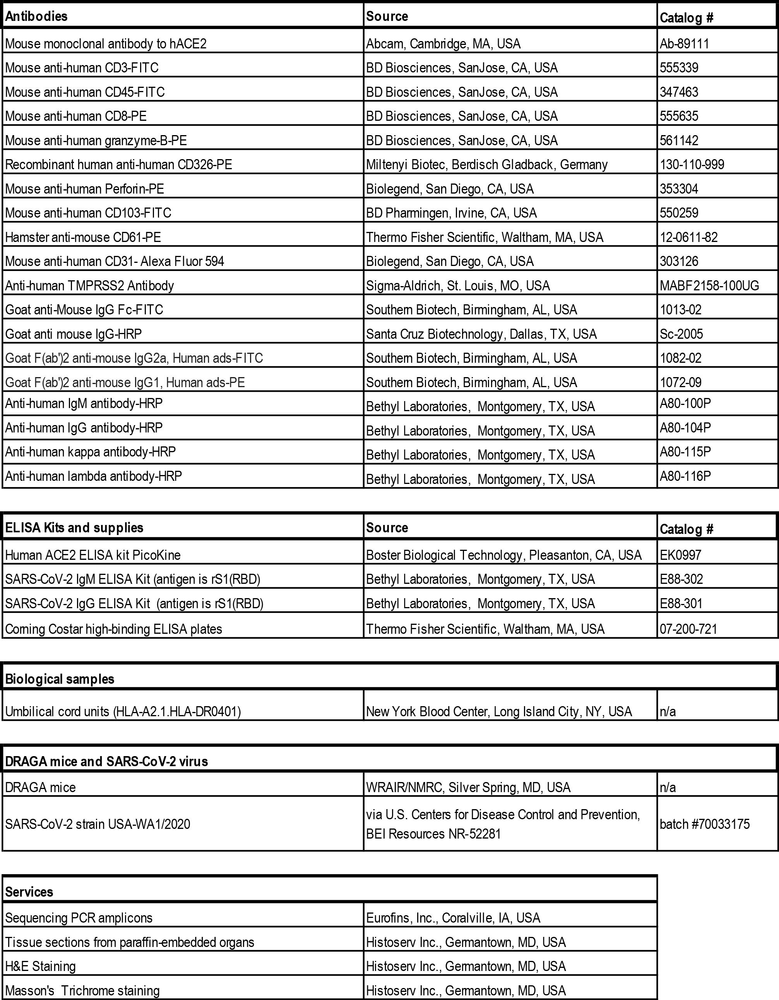 Antibodies Source Catalog #
Mouse monoclonal antibody to hACE2 Abcam, Cambridge, MA, USA Ab-89111
Mouse anti-human CD3-FITC BD Biosciences, SanJose, CA, USA 555339
Mouse anti-human CD45-FITC BD Biosciences, SanJose, CA, USA 347463
Mouse anti-human CD8-PE BD Biosciences, SanJose, CA, USA 555635
Mouse anti-human granzyme-B-PE BD Biosciences, SanJose, CA, USA 561142
Recombinant human anti-human CD326-PE Miltenyi Biotec, Berdisch Gladback, Germany 130-110-999
Mouse anti-human Perforin-PE Biolegend, San Diego, CA, USA 353304
Mouse anti-human CD103-FITC BD Pharmingen, Irvine, CA, USA 550259
Hamster anti-mouse CD61-PE Thermo Fisher Scientific, Waltham, MA, USA 12-0611-82
Mouse anti-human CD31- Alexa Fluor 594 Biolegend, San Diego, CA, USA 303126
Anti-human TMPRSS2 Antibody Sigma-Aldrich, St. Louis, MO, USA MABF2158-100UG
Goat anti-Mouse IgG Fc-FITC Southern Biotech, Birmingham, AL, USA 1013-02
Goat anti mouse IgG-HRP Santa Cruz Biotechnology, Dallas, TX, USA Sc-2005
Goat F(ab')2 anti-mouse IgG2a, Human ads-FITC Southern Biotech, Birmingham, AL, USA 1082-02
Goat F(ab')2 anti-mouse IgG1, Human ads-PE Southern Biotech, Birmingham, AL, USA 1072-09
Anti-human IgM antibody-HRP Bethyl Laboratories, Montgomery, TX, USA A80-100P
Anti-human IgG antibody-HRP Bethyl Laboratories, Montgomery, TX, USA A80-104P
Anti-human kappa antibody-HRP Bethyl Laboratories, Montgomery, TX, USA A80-115P
Anti-human lambda antibody-HRP Bethyl Laboratories, Montgomery, TX, USA A80-116P
ELISA Kits and supplies Source Catalog #
Human ACE2 ELISA kit PicoKine Boster Biological Technology, Pleasanton, CA, USA EK0997
SARS-CoV-2 IgM ELISA Kit (antigen is rS1(RBD) Bethyl Laboratories, Montgomery, TX, USA E88-302
SARS-CoV-2 IgG ELISA Kit (antigen is rS1(RBD) Bethyl Laboratories, Montgomery, TX, USA E88-301
Corning Costar high-binding ELISA plates Thermo Fisher Scientific, Waltham, MA, USA 07-200-721
Biological samples
Umbilical cord units (HLA-A2.1.HLA-DR0401) New York Blood Center, Long Island City, NY, USA n/a
DRAGA mice and SARS-CoV-2 virus
DRAGA mice WRAIR/NMRC, Silver Spring, MD, USA n/a
SARS-CoV-2 strain USA-WA1/2020 via U.S. Centers for Disease Control and Prevention,
BEI Resources NR-52281 batch #70033175
Services
Sequencing PCR amplicons Eurofins, Inc., Coralville, IA, USA
Tissue sections from paraffin-embedded organs Histoserv Inc., Germantown, MD, USA
H&E Staining Histoserv Inc., Germantown, MD, USA
Masson's Trichrome staining Histoserv Inc., Germantown, MD, USA